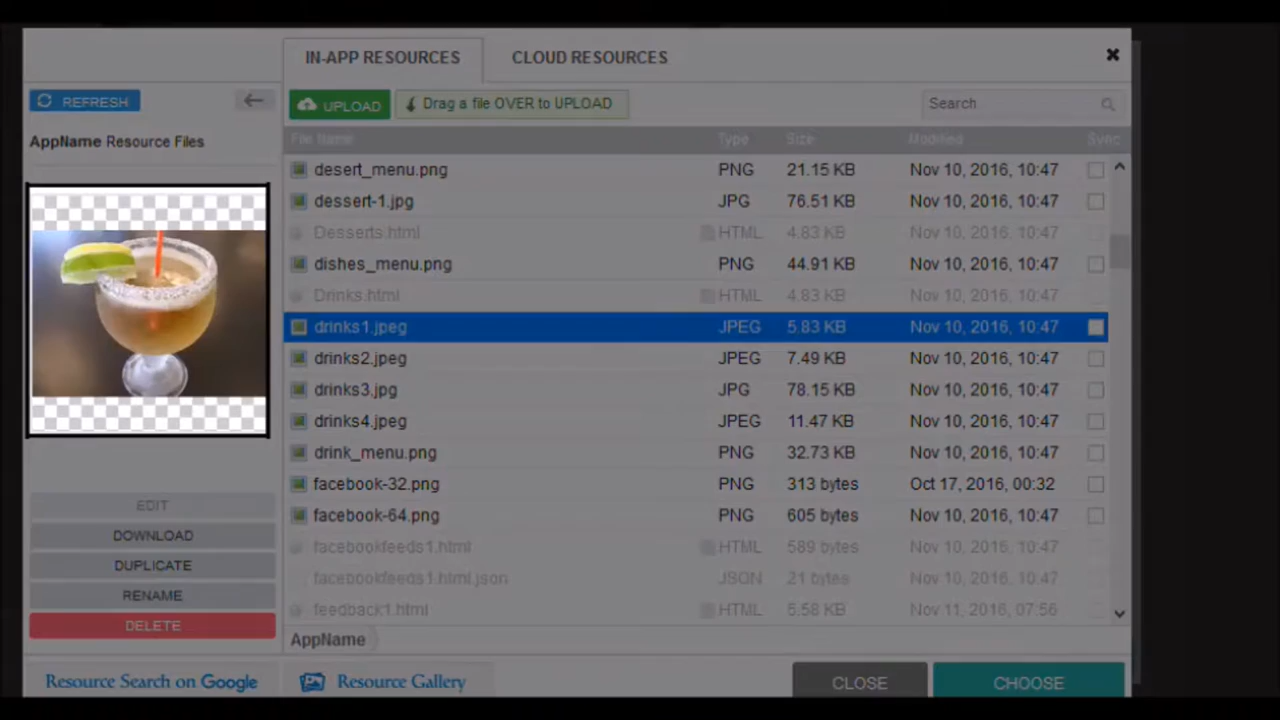 IN-APP RESOURCES CLOUD RESOURCES
REFRESH UPLOAD Drag a file OVER to UPLOAD Search
AppName Resource Files
File Name Type Size Modified Sync
desert_menu.png PNG 21.15 KB Nov 10, 2016, 10:47
dessert-1.jpg JPG 76.51 KB Nov 10, 2016, 10:47
Desserts.html HTML 4.83 KB Nov 10, 2016, 10:47
dishes_menu.png PNG 44.91 KB Nov 10, 2016, 10:47
Drinks.html HTML 4.83 KB Nov 10, 2016, 10:47
drinks1.jpeg JPEG 5.83 KB Nov 10, 2016, 10:47
drinks2.jpeg JPEG 7.49 KB Nov 10, 2016, 10:47
drinks3.jpg JPG 78.15 KB Nov 10, 2016, 10:47
drinks4.jpeg JPEG 11.47 KB Nov 10, 2016, 10:47
drink_menu.png PNG 32.73 KB Nov 10, 2016, 10:47
facebook-32.png PNG 313 bytes Oct 17, 2016, 00:32
facebook-64.png PNG 605 bytes Nov 10, 2016, 10:47
facebookfeeds1.html HTML 589 bytes Nov 10, 2016, 10:47
facebookfeeds1.html.json JSON 21 bytes Nov 10, 2016, 10:47
feedback1.html HTML 5.58 KB Nov 11, 2016, 07:56
EDIT
DOWNLOAD
DUPLICATE
RENAME
DELETE
AppName
Resource Search on Google Resource Gallery CLOSE CHOOSE